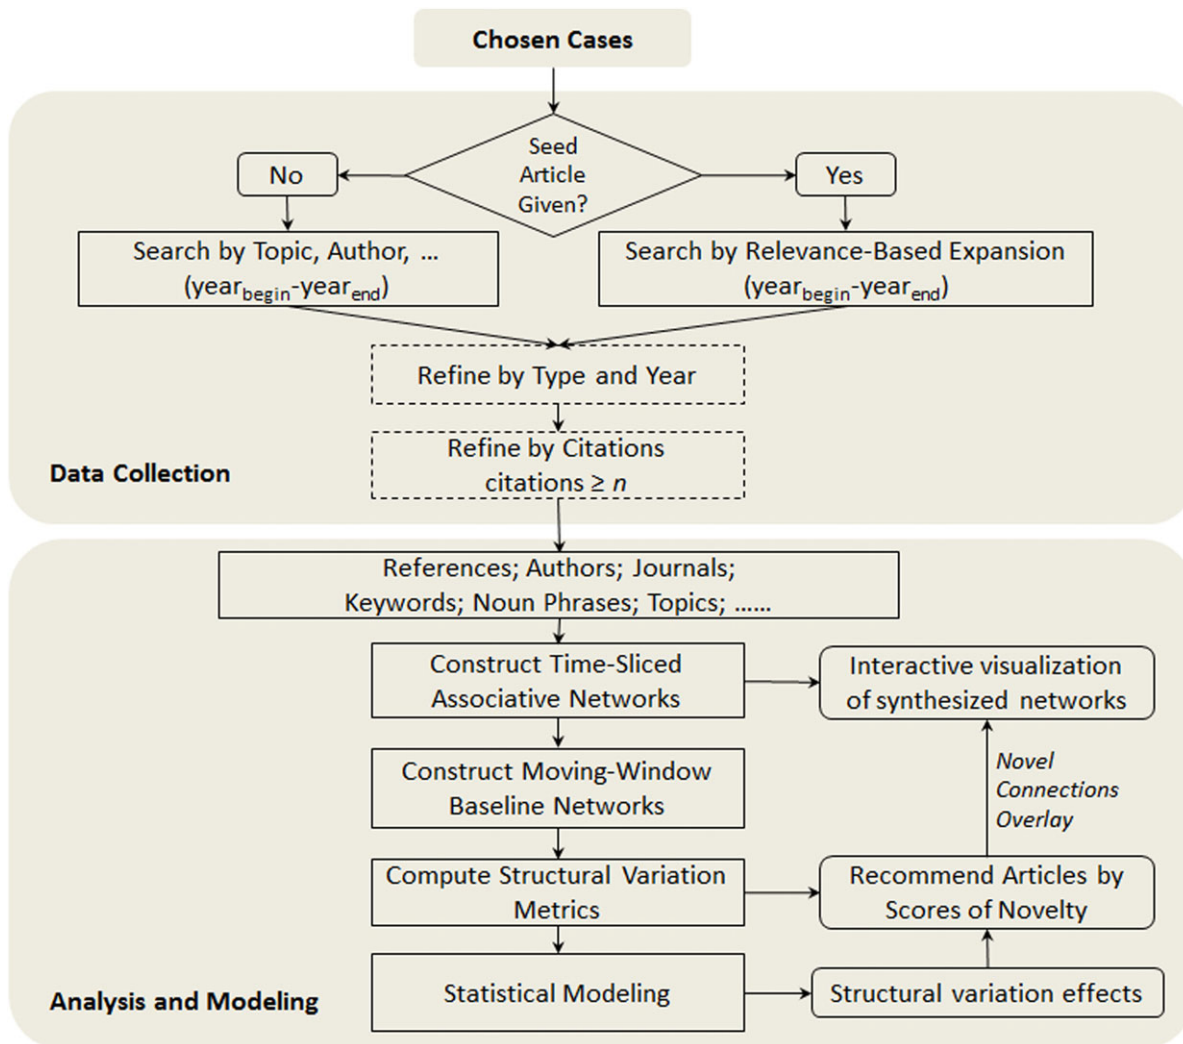 Chosen Cases
Seed
Article
Given?
No
Yes
Search by Topic, Author, ...
(yearbegin-yearend)
Search by Relevance-Based Expansion
(yearbegin-yearend)
Refine by Type and Year
Refine by Citations
citations ≥ n
Data Collection
References; Authors; Journals;
Keywords; Noun Phrases; Topics; ......
Construct Time-Sliced
Associative Networks
Interactive visualization
of synthesized networks
Construct Moving-Window
Baseline Networks
Novel
Connections
Overlay
Compute Structural Variation
Metrics
Recommend Articles by
Scores of Novelty
Statistical Modeling
Structural variation effects
Analysis and Modeling